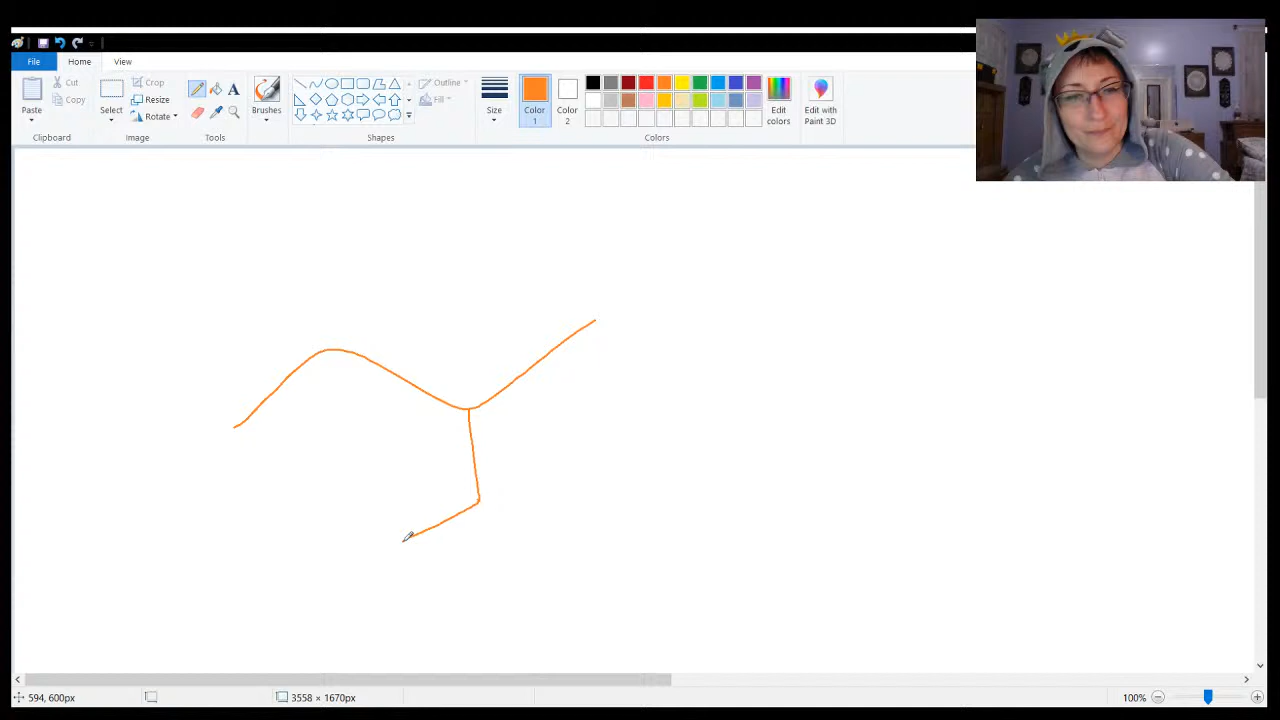 File Home View
Cut
Copy
Paste
Clipboard
Crop
Resize
Rotate
Select
Image
Tools
Brushes
Outline
Fill
Shapes
Size
Color 1
Color 2
Edit colors
Colors
Edit with Paint 3D
594, 600px
3558 × 1670px
100%